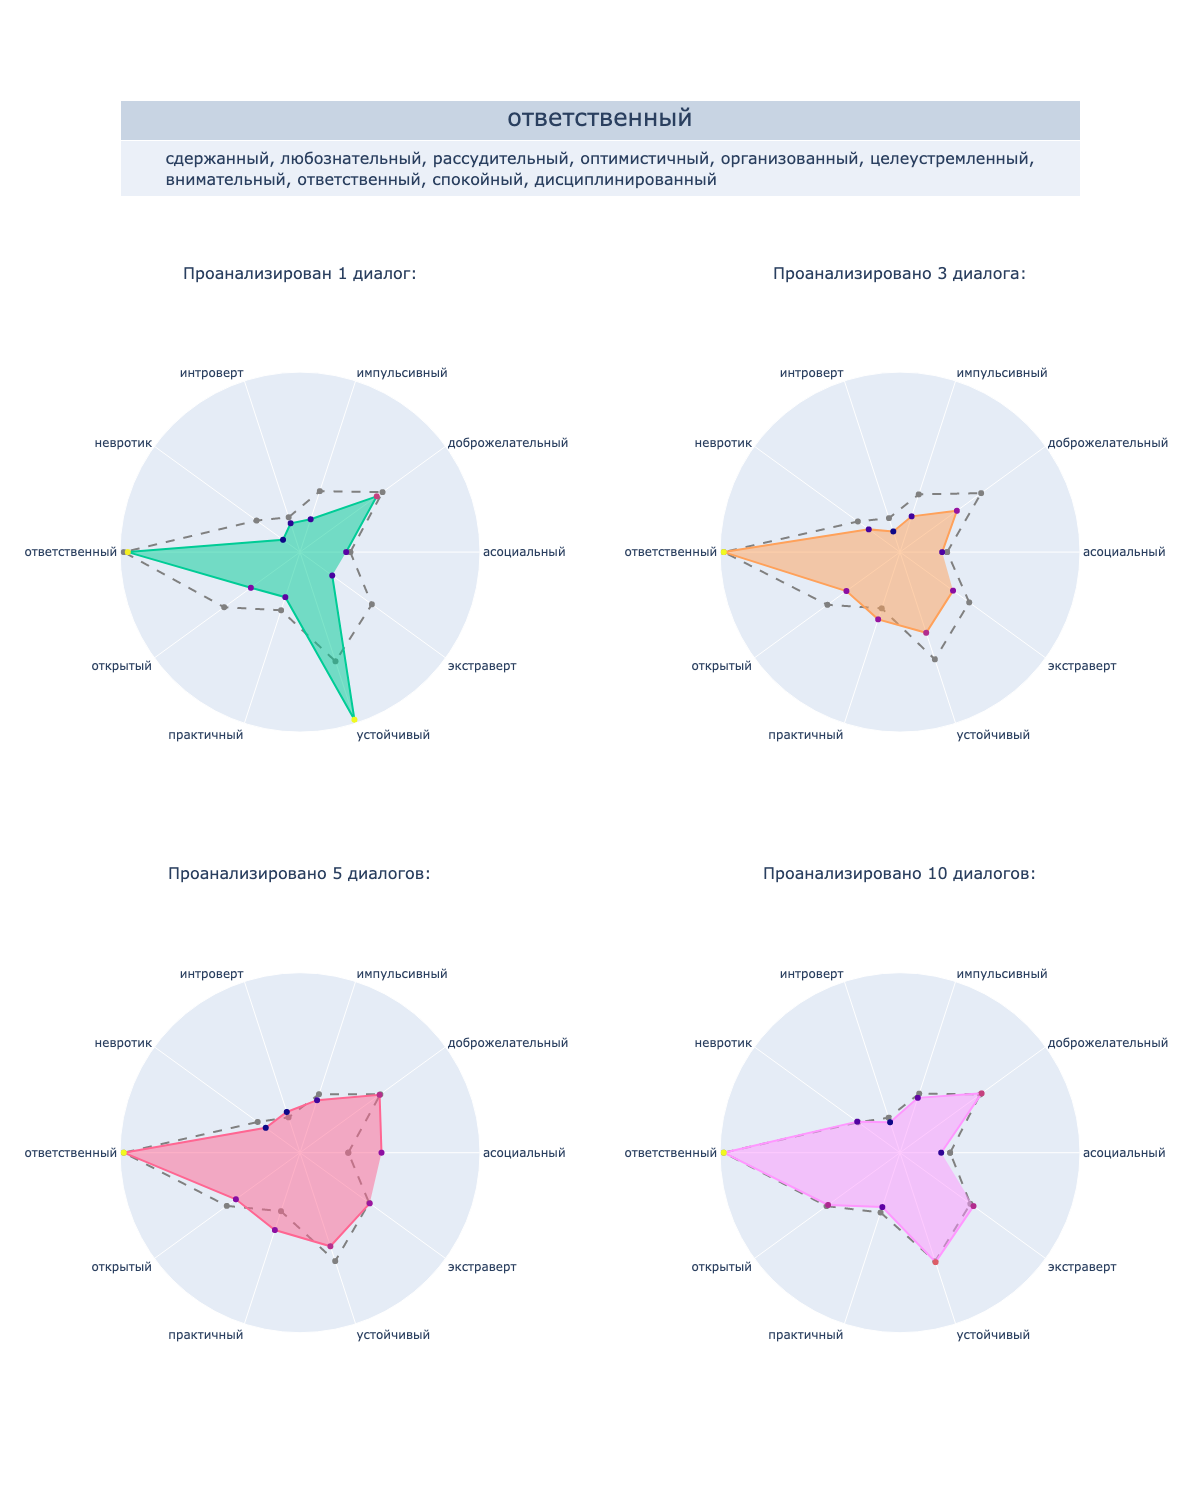 ответственный
сдержанный, любознательный, рассудительный, оптимистичный, организованный, целеустремленный,
внимательный, ответственный, спокойный, дисциплинированный
Проанализирован 1 диалог:
интроверт
импульсивный
невротик
доброжелательный
ответственный
асоциальный
открытый
экстраверт
практичный
устойчивый
Проанализировано 3 диалога:
интроверт
импульсивный
невротик
доброжелательный
ответственный
асоциальный
открытый
экстраверт
практичный
устойчивый
Проанализировано 5 диалогов:
интроверт
импульсивный
невротик
доброжелательный
ответственный
асоциальный
открытый
экстраверт
практичный
устойчивый
Проанализировано 10 диалогов:
интроверт
импульсивный
невротик
доброжелательный
ответственный
асоциальный
открытый
экстраверт
практичный
устойчивый